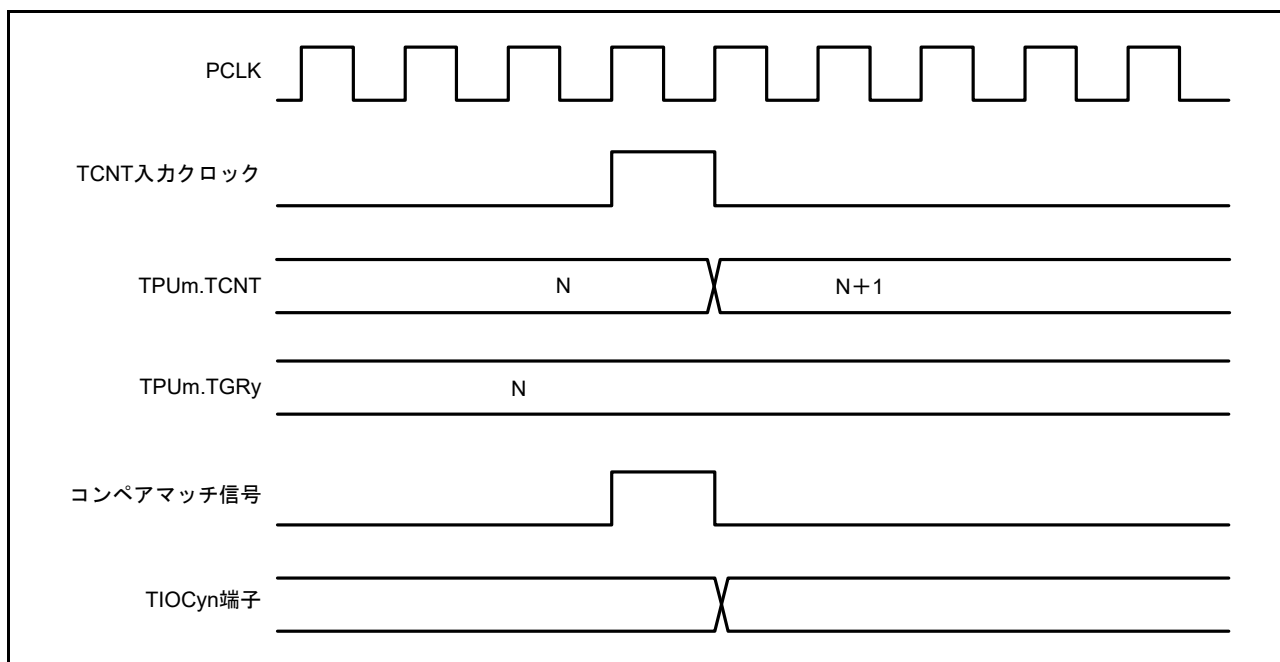 PCLK
TCNT入力クロック
TPUm.TCNT N N+1
TPUm.TGRy N
コンペアマッチ信号
TIOCyn端子